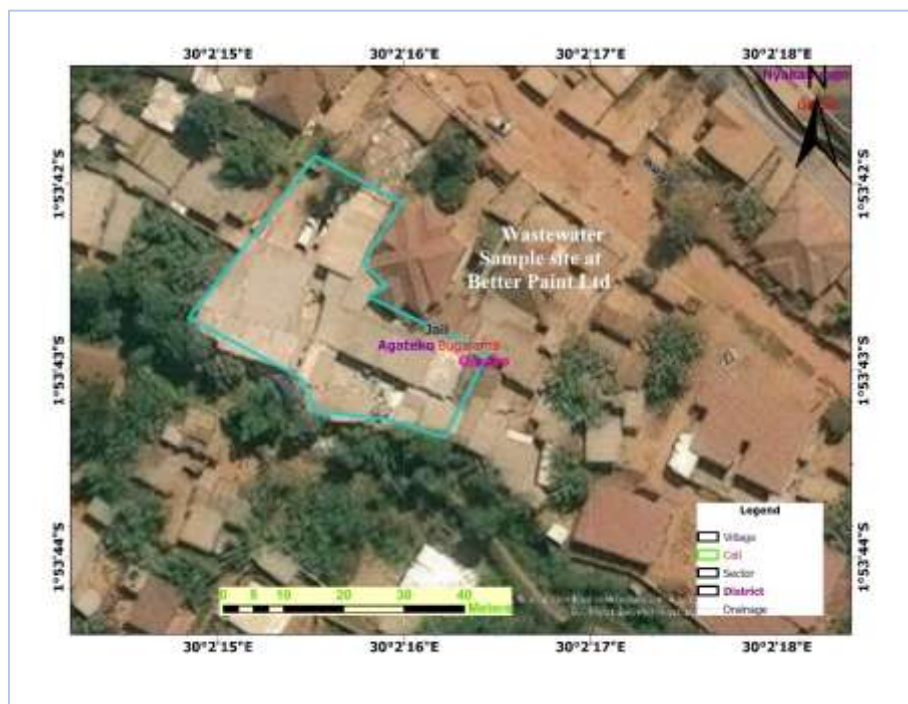 30°2'15"E 30°2'16"E 30°2'17"E 30°2'18"E
N
1°53'42"S 1°53'42"S
Wastewater
Sample site at
Better Paint Ltd
Jali
Agateko
1°53'43"S 1°53'43"S
Legend
Village
Cell
Sector
District
Drainage
1°53'44"S 1°53'44"S
0 5 10 20 30 40
Meters
30°2'15"E 30°2'16"E 30°2'17"E 30°2'18"E